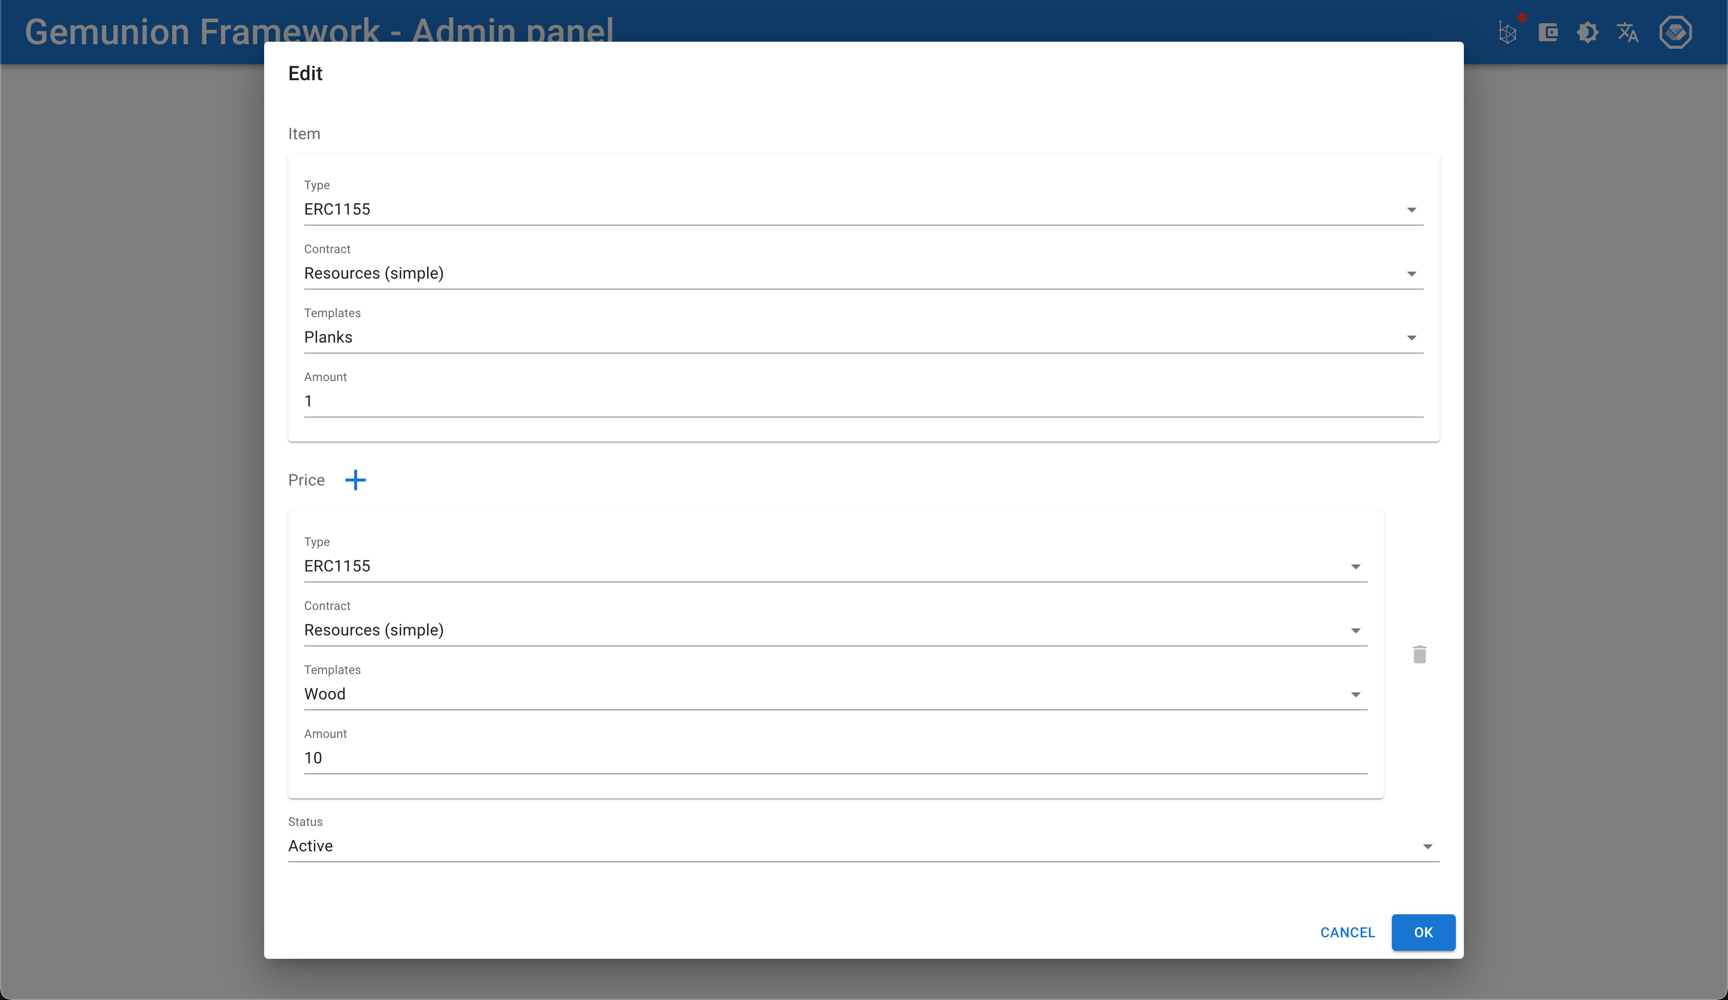 Gemunion Framework - Admin panel
Edit
Item
Type
ERC1155
Contract
Resources (simple)
Templates
Planks
Amount
1
Price
Type
ERC1155
Contract
Resources (simple)
Templates
Wood
Amount
10
Status
Active
CANCEL
OK